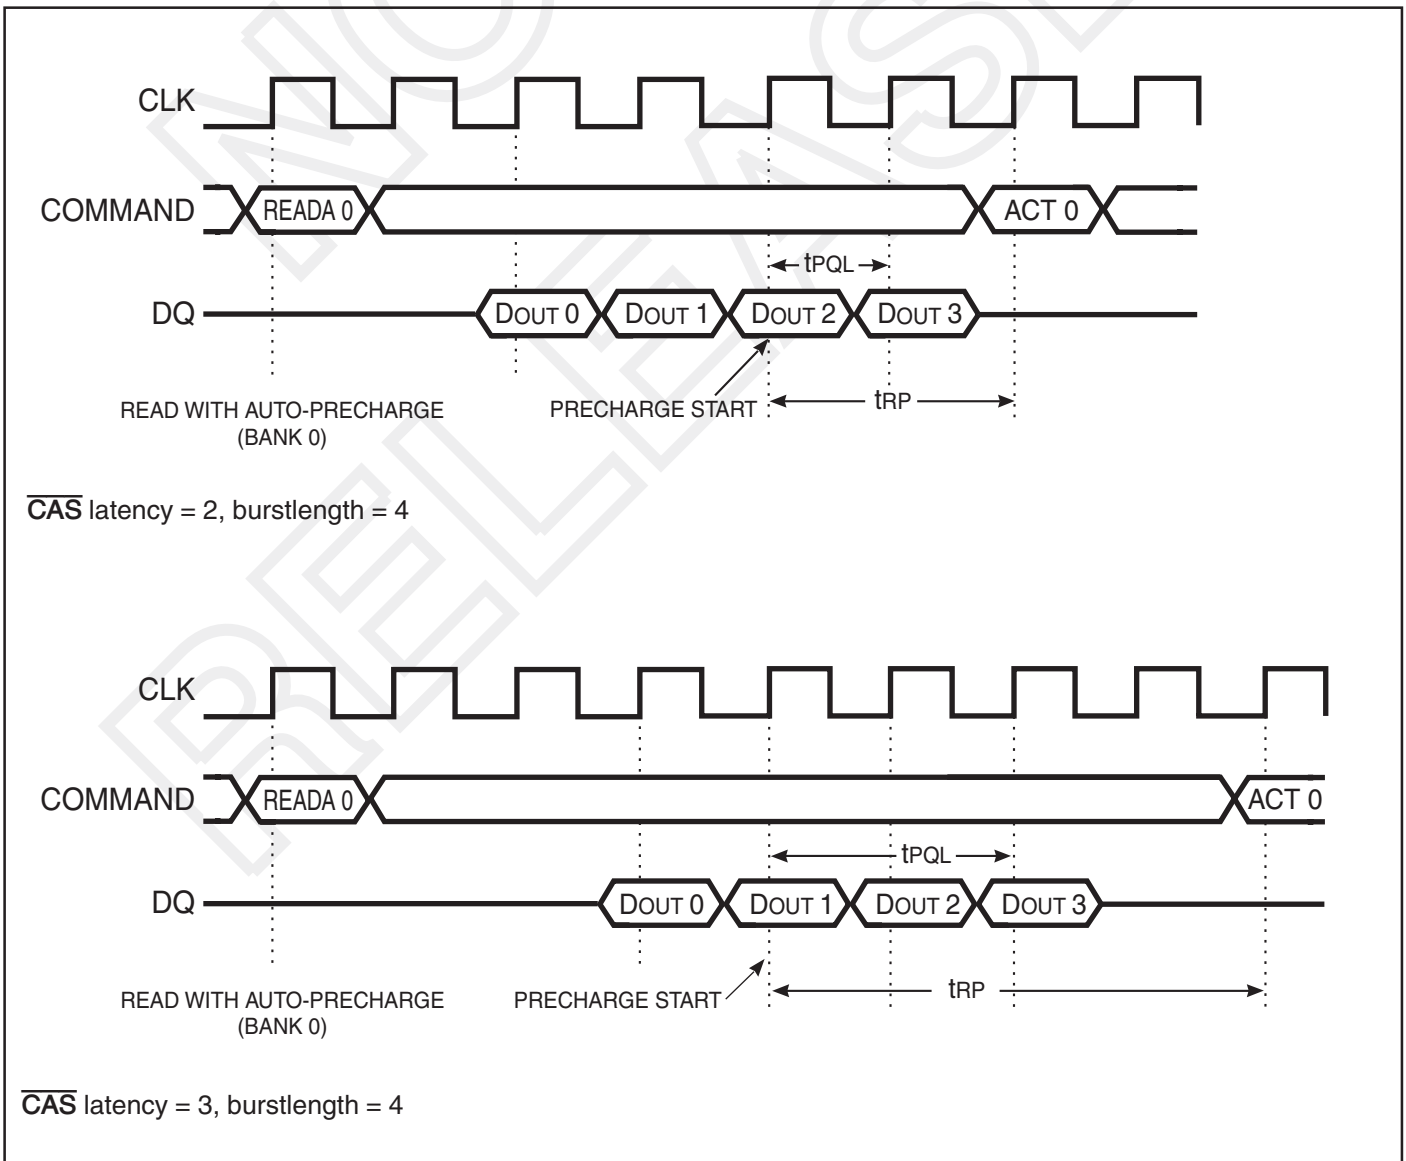 CLK
COMMAND READA 0 ACT 0
tPQL
DQ DOUT 0 DOUT 1 DOUT 2 DOUT 3
READ WITH AUTO-PRECHARGE PRECHARGE START tRP
(BANK 0)
CAS latency = 2, burstlength = 4
CLK
COMMAND READA 0 ACT 0
tPQL
DQ DOUT 0 DOUT 1 DOUT 2 DOUT 3
READ WITH AUTO-PRECHARGE PRECHARGE START tRP
(BANK 0)
CAS latency = 3, burstlength = 4